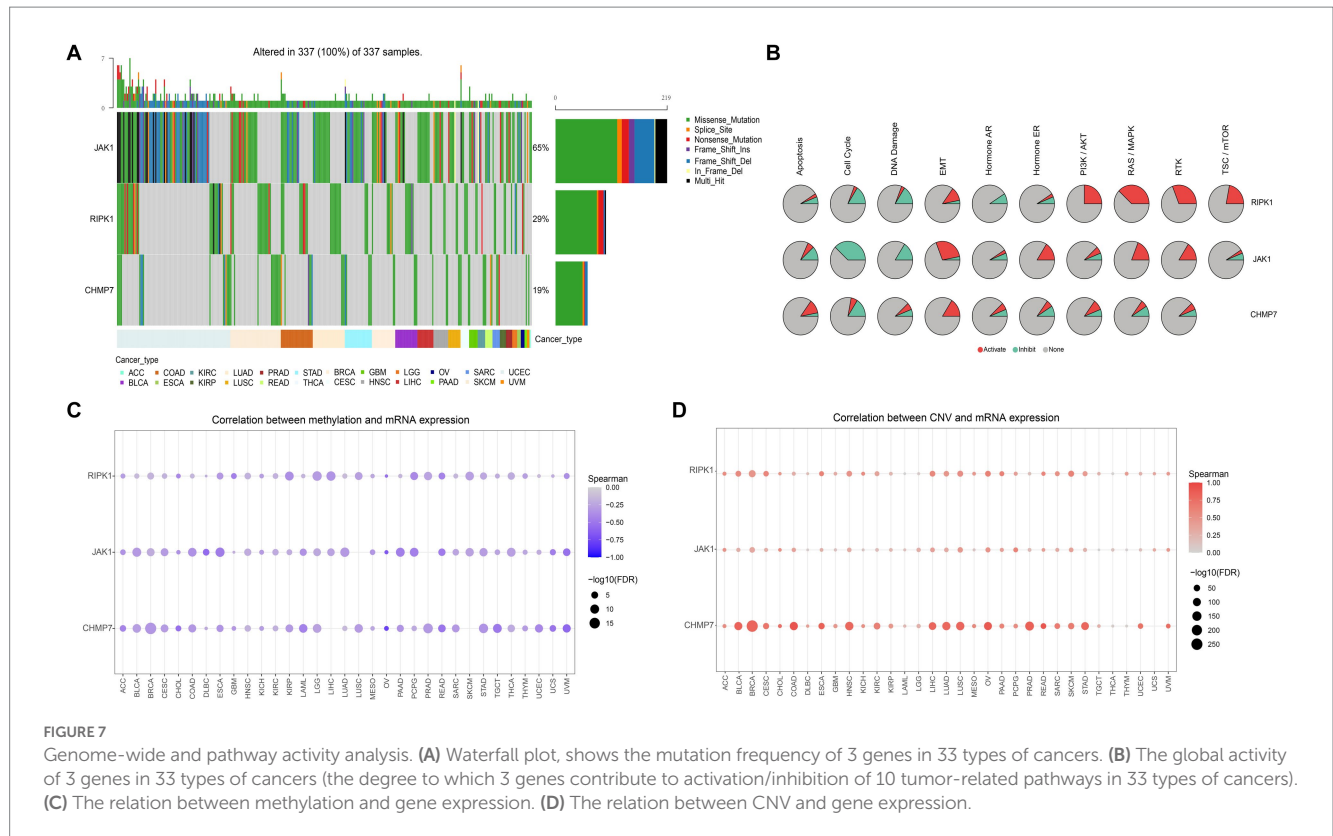 A
Altered in 337 (100%) of 337 samples.
7
0
0 219
JAK1 65%
RIPK1 29%
CHMP7 19%
Missense_Mutation
Splice_Site
Nonsense_Mutation
Frame_Shift_Ins
Frame_Shift_Del
In_Frame_Del
Multi_Hit
Cancer_type
Cancer_type
ACC COAD KIRC LUAD PRAD STAD BRCA GBM LGG OV SARC UCEC
BLCA ESCA KIRP LUSC READ THCA CESC HNSC LIHC PAAD SKCM UVM
B
Apoptosis
Cell Cycle
DNA Damage
EMT
Hormone AR
Hormone ER
PI3K / AKT
RAS / MAPK
RTK
TSC / mTOR
RIPK1
JAK1
CHMP7
Activate Inhibit None
C
Correlation between methylation and mRNA expression
RIPK1
JAK1
CHMP7
ACC
BLCA
BRCA
CESC
CHOL
COAD
DLBC
ESCA
GBM
HNSC
KICH
KIRC
KIRP
LAML
LGG
LIHC
LUAD
LUSC
MESO
OV
PAAD
PCPG
PRAD
READ
SARC
SKCM
STAD
TGCT
THCA
THYM
UCEC
UCS
UVM
Spearman
0.00
−0.25
−0.50
−0.75
−1.00
−log10(FDR)
5
10
15
D
Correlation between CNV and mRNA expression
RIPK1
JAK1
CHMP7
ACC
BLCA
BRCA
CESC
CHOL
COAD
DLBC
ESCA
GBM
HNSC
KICH
KIRC
KIRP
LAML
LGG
LIHC
LUAD
LUSC
MESO
OV
PAAD
PCPG
PRAD
READ
SARC
SKCM
STAD
TGCT
THCA
THYM
UCEC
UCS
UVM
Spearman
1.00
0.75
0.50
0.25
0.00
−log10(FDR)
50
100
150
200
250
FIGURE 7
Genome-wide and pathway activity analysis. (A) Waterfall plot, shows the mutation frequency of 3 genes in 33 types of cancers. (B) The global activity
of 3 genes in 33 types of cancers (the degree to which 3 genes contribute to activation/inhibition of 10 tumor-related pathways in 33 types of cancers).
(C) The relation between methylation and gene expression. (D) The relation between CNV and gene expression.